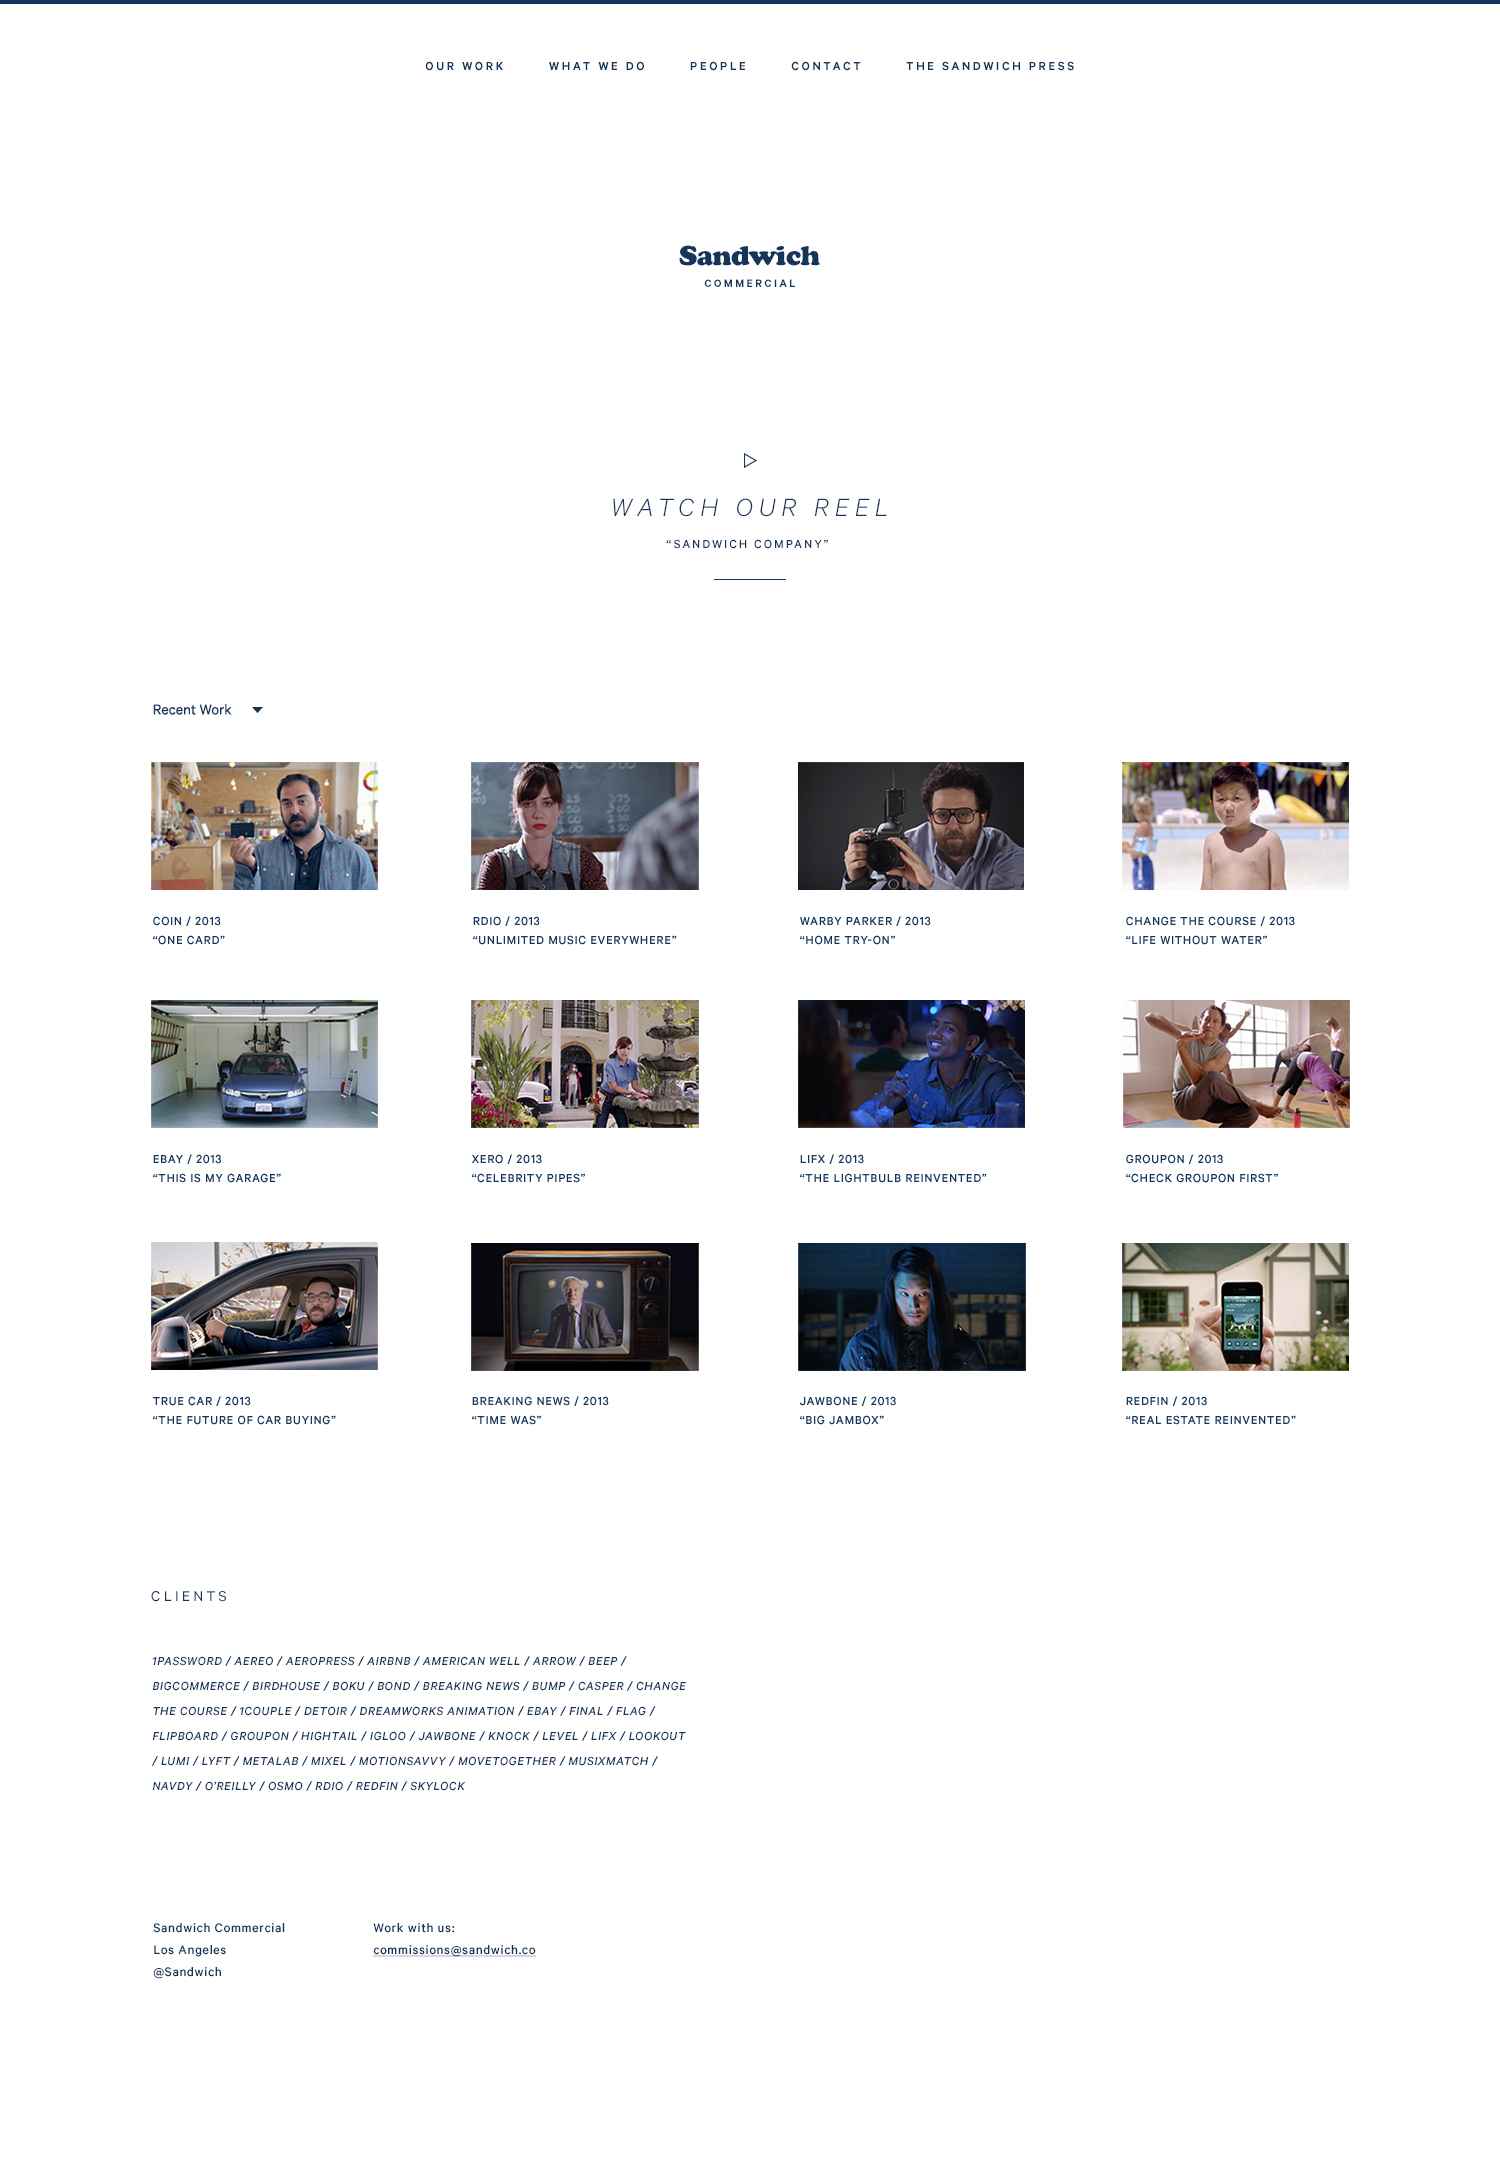 OUR WORK WHAT WE DO PEOPLE CONTACT THE SANDWICH PRESS
Sandwich
COMMERCIAL
WATCH OUR REEL
“SANDWICH COMPANY”
Recent Work
COIN / 2013
“ONE CARD”
RDIO / 2013
“UNLIMITED MUSIC EVERYWHERE”
WARBY PARKER / 2013
“HOME TRY-ON”
CHANGE THE COURSE / 2013
“LIFE WITHOUT WATER”
EBAY / 2013
“THIS IS MY GARAGE”
XERO / 2013
“CELEBRITY PIPES”
LIFX / 2013
“THE LIGHTBULB REINVENTED”
GROUPON / 2013
“CHECK GROUPON FIRST”
TRUE CAR / 2013
“THE FUTURE OF CAR BUYING”
BREAKING NEWS / 2013
“TIME WAS”
JAWBONE / 2013
“BIG JAMBOX”
REDFIN / 2013
“REAL ESTATE REINVENTED”
CLIENTS
1PASSWORD / AEREO / AEROPRESS / AIRBNB / AMERICAN WELL / ARROW / BEEP /
BIGCOMMERCE / BIRDHOUSE / BOKU / BOND / BREAKING NEWS / BUMP / CASPER / CHANGE
THE COURSE / 1COUPLE / DETOIR / DREAMWORKS ANIMATION / EBAY / FINAL / FLAG /
FLIPBOARD / GROUPON / HIGHTAIL / IGLOO / JAWBONE / KNOCK / LEVEL / LIFX / LOOKOUT
/ LUMI / LYFT / METALAB / MIXEL / MOTIONSAVVY / MOVETOGETHER / MUSIXMATCH /
NAVDY / O’REILLY / OSMO / RDIO / REDFIN / SKYLOCK
Sandwich Commercial
Los Angeles
@Sandwich
Work with us:
commissions@sandwich.co